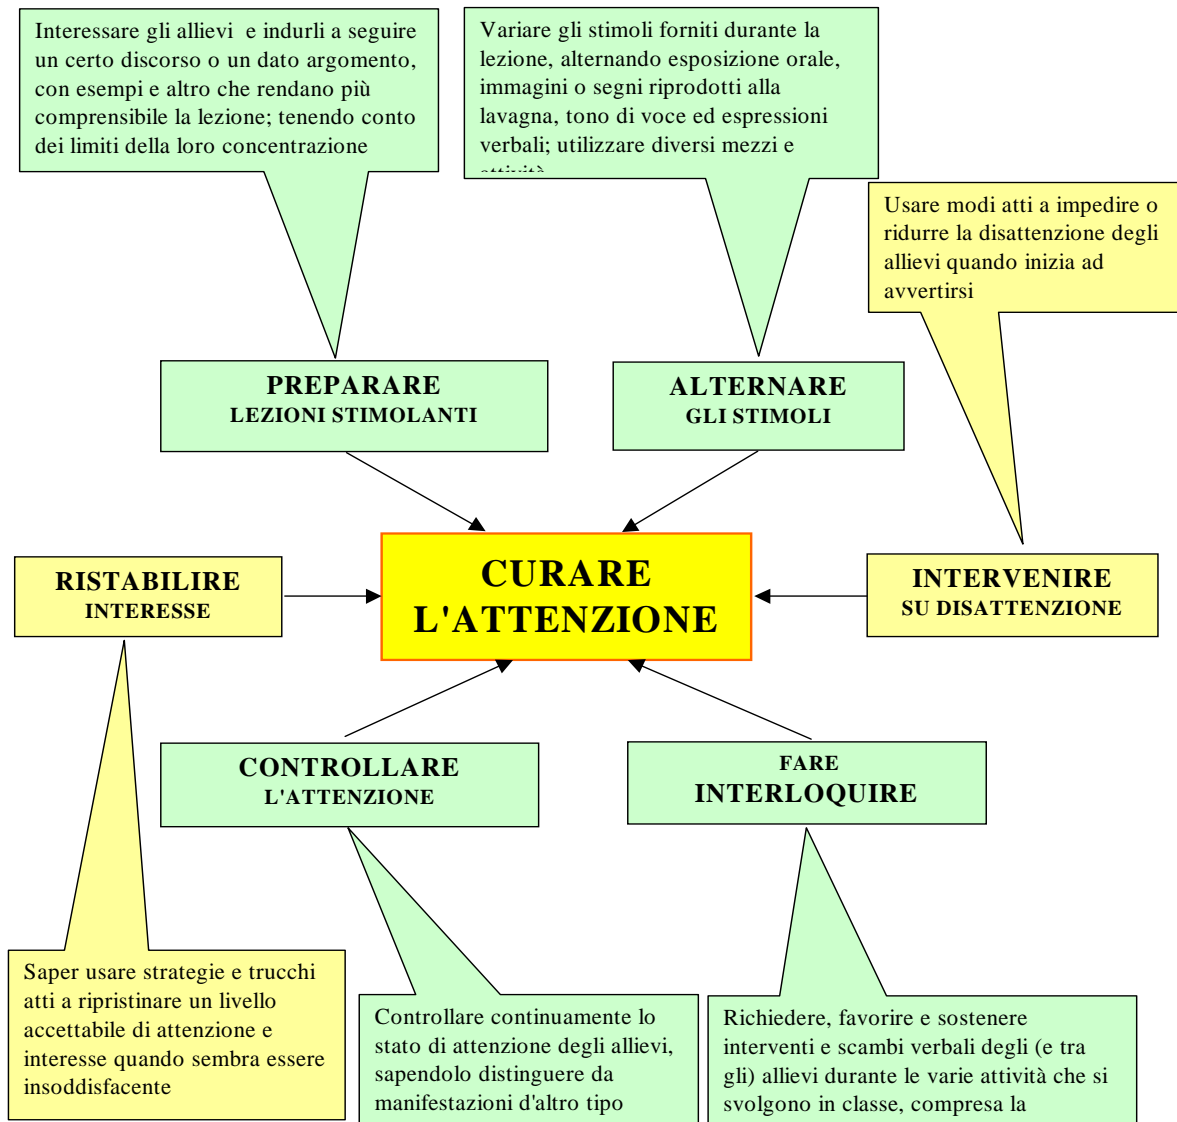 Interessare gli allievi e indurli a seguire
un certo discorso o un dato argomento,
con esempi e altro che rendano più
comprensibile la lezione; tenendo conto
dei limiti della loro concentrazione
Variare gli stimoli forniti durante la
lezione, alternando esposizione orale,
immagini o segni riprodotti alla
lavagna, tono di voce ed espressioni
verbali; utilizzare diversi mezzi e
attività
Usare modi atti a impedire o
ridurre la disattenzione degli
allievi quando inizia ad
avvertirsi
PREPARARE
LEZIONI STIMOLANTI
ALTERNARE
GLI STIMOLI
RISTABILIRE
INTERESSE
CURARE
L'ATTENZIONE
INTERVENIRE
SU DISATTENZIONE
CONTROLLARE
L'ATTENZIONE
FARE
INTERLOQUIRE
Saper usare strategie e trucchi
atti a ripristinare un livello
accettabile di attenzione e
interesse quando sembra essere
insoddisfacente
Controllare continuamente lo
stato di attenzione degli allievi,
sapendolo distinguere da
manifestazioni d'altro tipo
Richiedere, favorire e sostenere
interventi e scambi verbali degli (e tra
gli) allievi durante le varie attività che si
svolgono in classe, compresa la